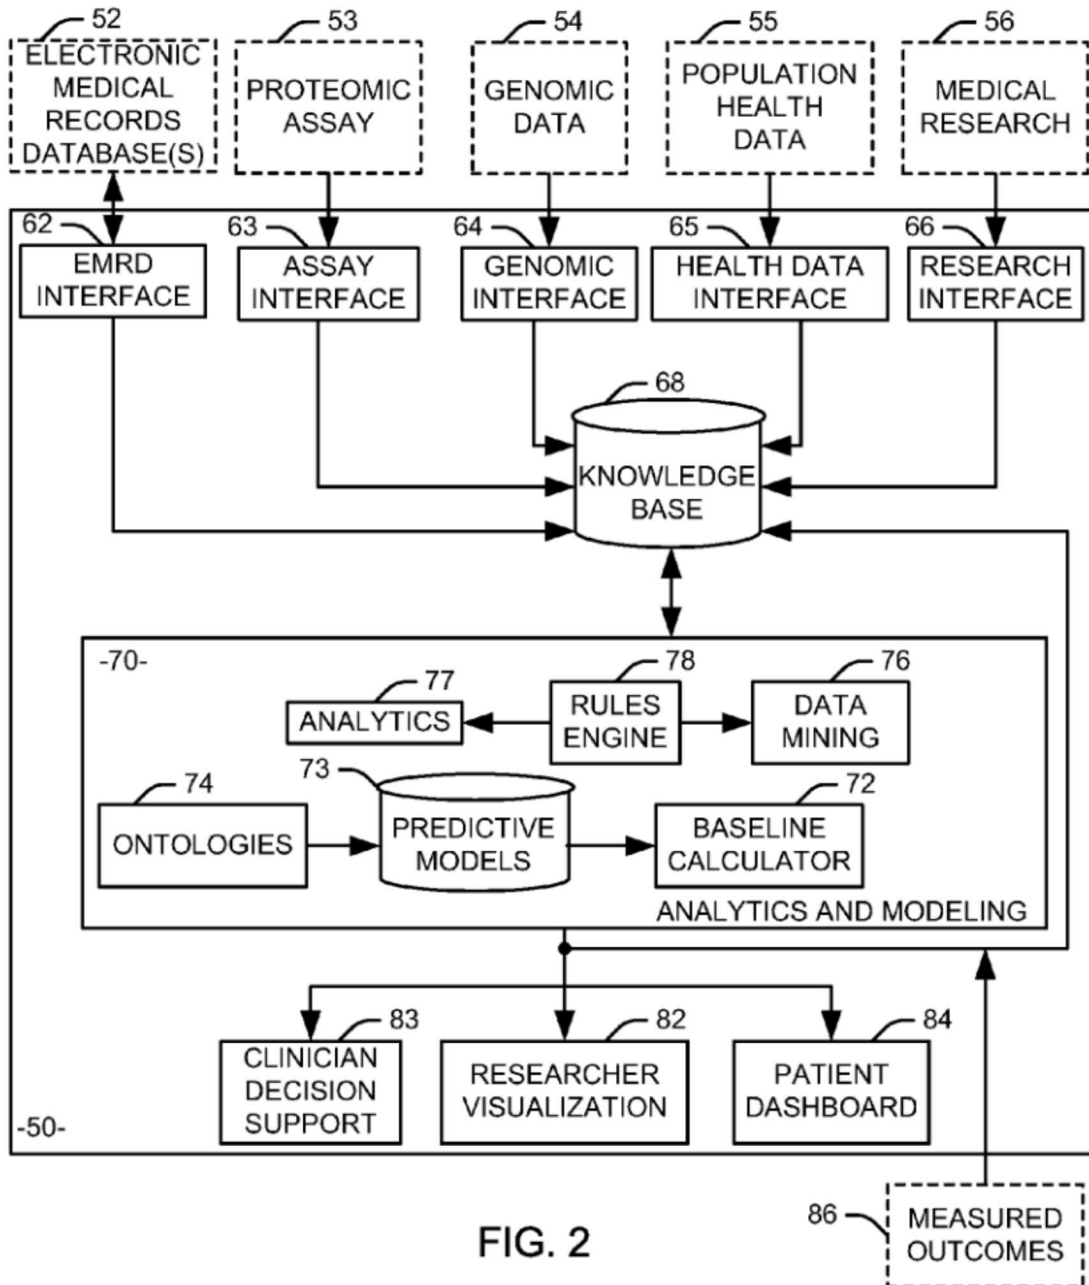 52
53
54
55
56
ELECTRONIC
MEDICAL
RECORDS
DATABASE(S)
PROTEOMIC
ASSAY
GENOMIC
DATA
POPULATION
HEALTH
DATA
MEDICAL
RESEARCH
62
63
64
65
66
EMRD
INTERFACE
ASSAY
INTERFACE
GENOMIC
INTERFACE
HEALTH DATA
INTERFACE
RESEARCH
INTERFACE
68
KNOWLEDGE
BASE
-70-
77
78
76
ANALYTICS
RULES
ENGINE
DATA
MINING
74
73
72
ONTOLOGIES
PREDICTIVE
MODELS
BASELINE
CALCULATOR
ANALYTICS AND MODELING
83
82
84
CLINICIAN
DECISION
SUPPORT
RESEARCHER
VISUALIZATION
PATIENT
DASHBOARD
-50-
86
MEASURED
OUTCOMES
FIG. 2